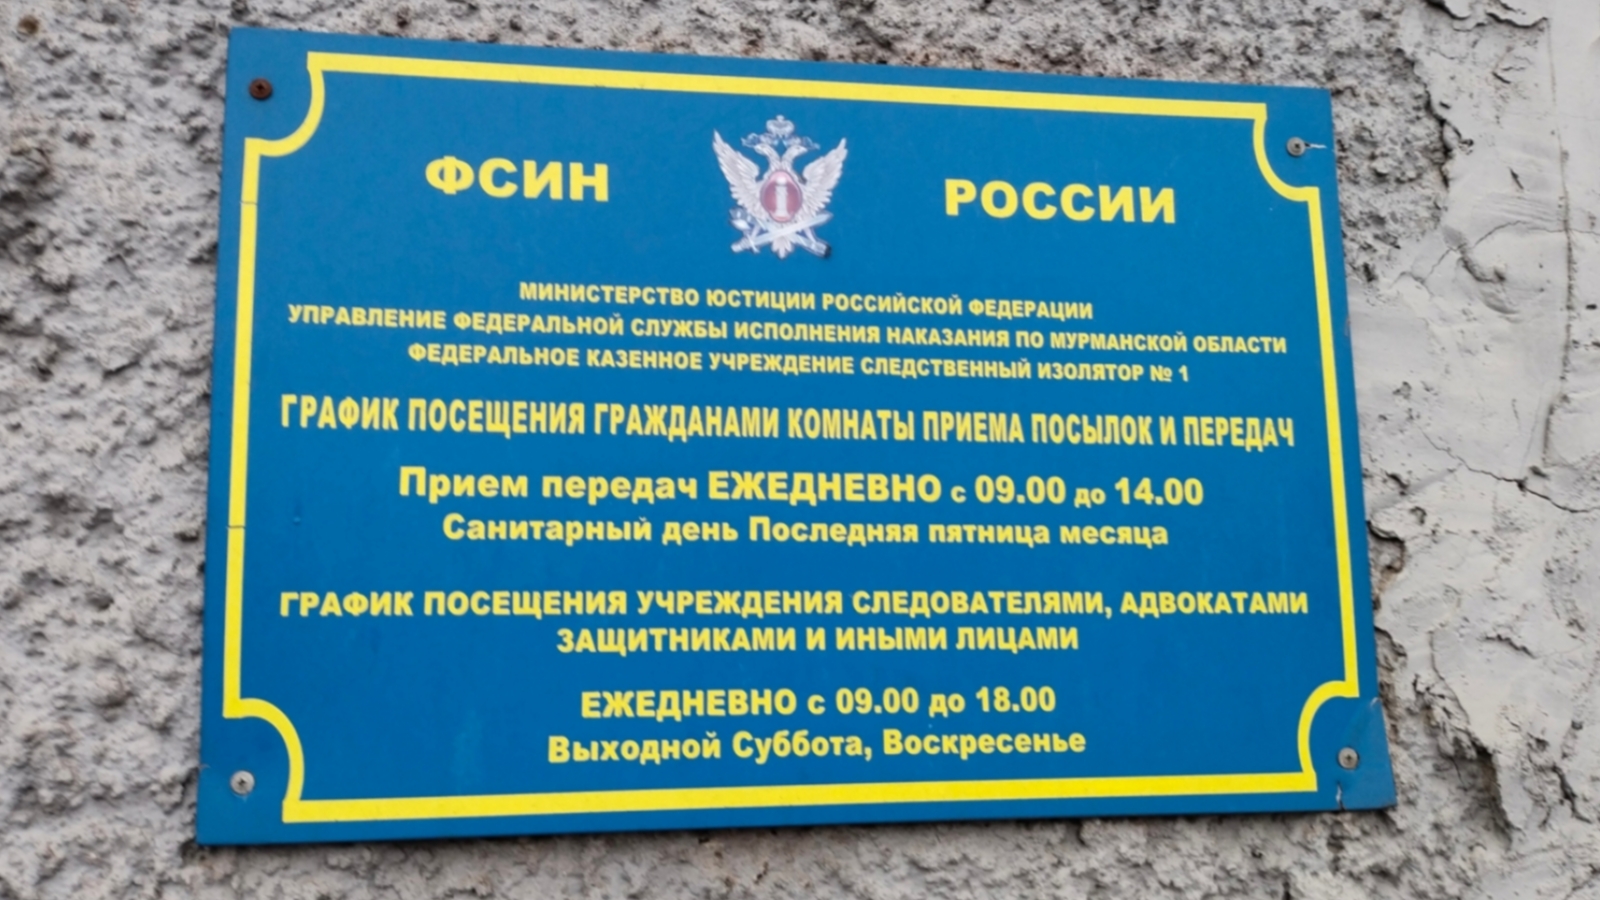 ФСИН РОССИИ
МИНИСТЕРСТВО ЮСТИЦИИ РОССИЙСКОЙ ФЕДЕРАЦИИ
УПРАВЛЕНИЕ ФЕДЕРАЛЬНОЙ СЛУЖБЫ ИСПОЛНЕНИЯ НАКАЗАНИЯ ПО МУРМАНСКОЙ ОБЛАСТИ
ФЕДЕРАЛЬНОЕ КАЗЕННОЕ УЧРЕЖДЕНИЕ СЛЕДСТВЕННЫЙ ИЗОЛЯТОР № 1
ГРАФИК ПОСЕЩЕНИЯ ГРАЖДАНАМИ КОМНАТЫ ПРИЕМА ПОСЫЛОК И ПЕРЕДАЧ
Прием передач ЕЖЕДНЕВНО с 09.00 до 14.00
Санитарный день Последняя пятница месяца
ГРАФИК ПОСЕЩЕНИЯ УЧРЕЖДЕНИЯ СЛЕДОВАТЕЛЯМИ, АДВОКАТАМИ
ЗАЩИТНИКАМИ И ИНЫМИ ЛИЦАМИ
ЕЖЕДНЕВНО с 09.00 до 18.00
Выходной Суббота, Воскресенье